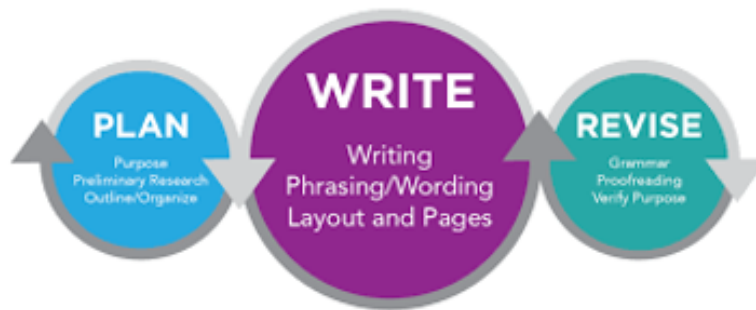 PLAN
Purpose
Preliminary Research
Outline/Organize
WRITE
Writing
Phrasing/Wording
Layout and Pages
REVISE
Grammar
Proofreading
Verify Purpose